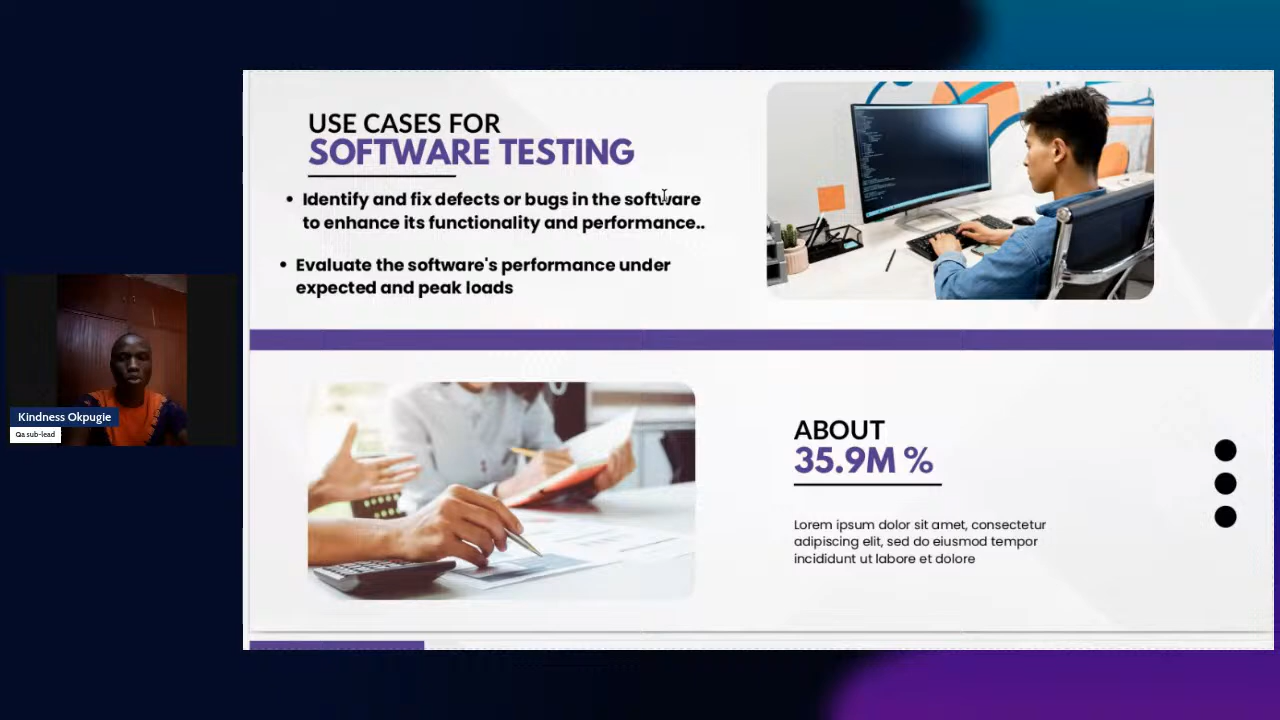 USE CASES FOR
SOFTWARE TESTING
• Identify and fix defects or bugs in the software
to enhance its functionality and performance..
• Evaluate the software's performance under
expected and peak loads
Kindness Okpugie
Qa sub-lead
ABOUT
35.9M %
Lorem ipsum dolor sit amet, consectetur
adipiscing elit, sed do eiusmod tempor
incididunt ut labore et dolore